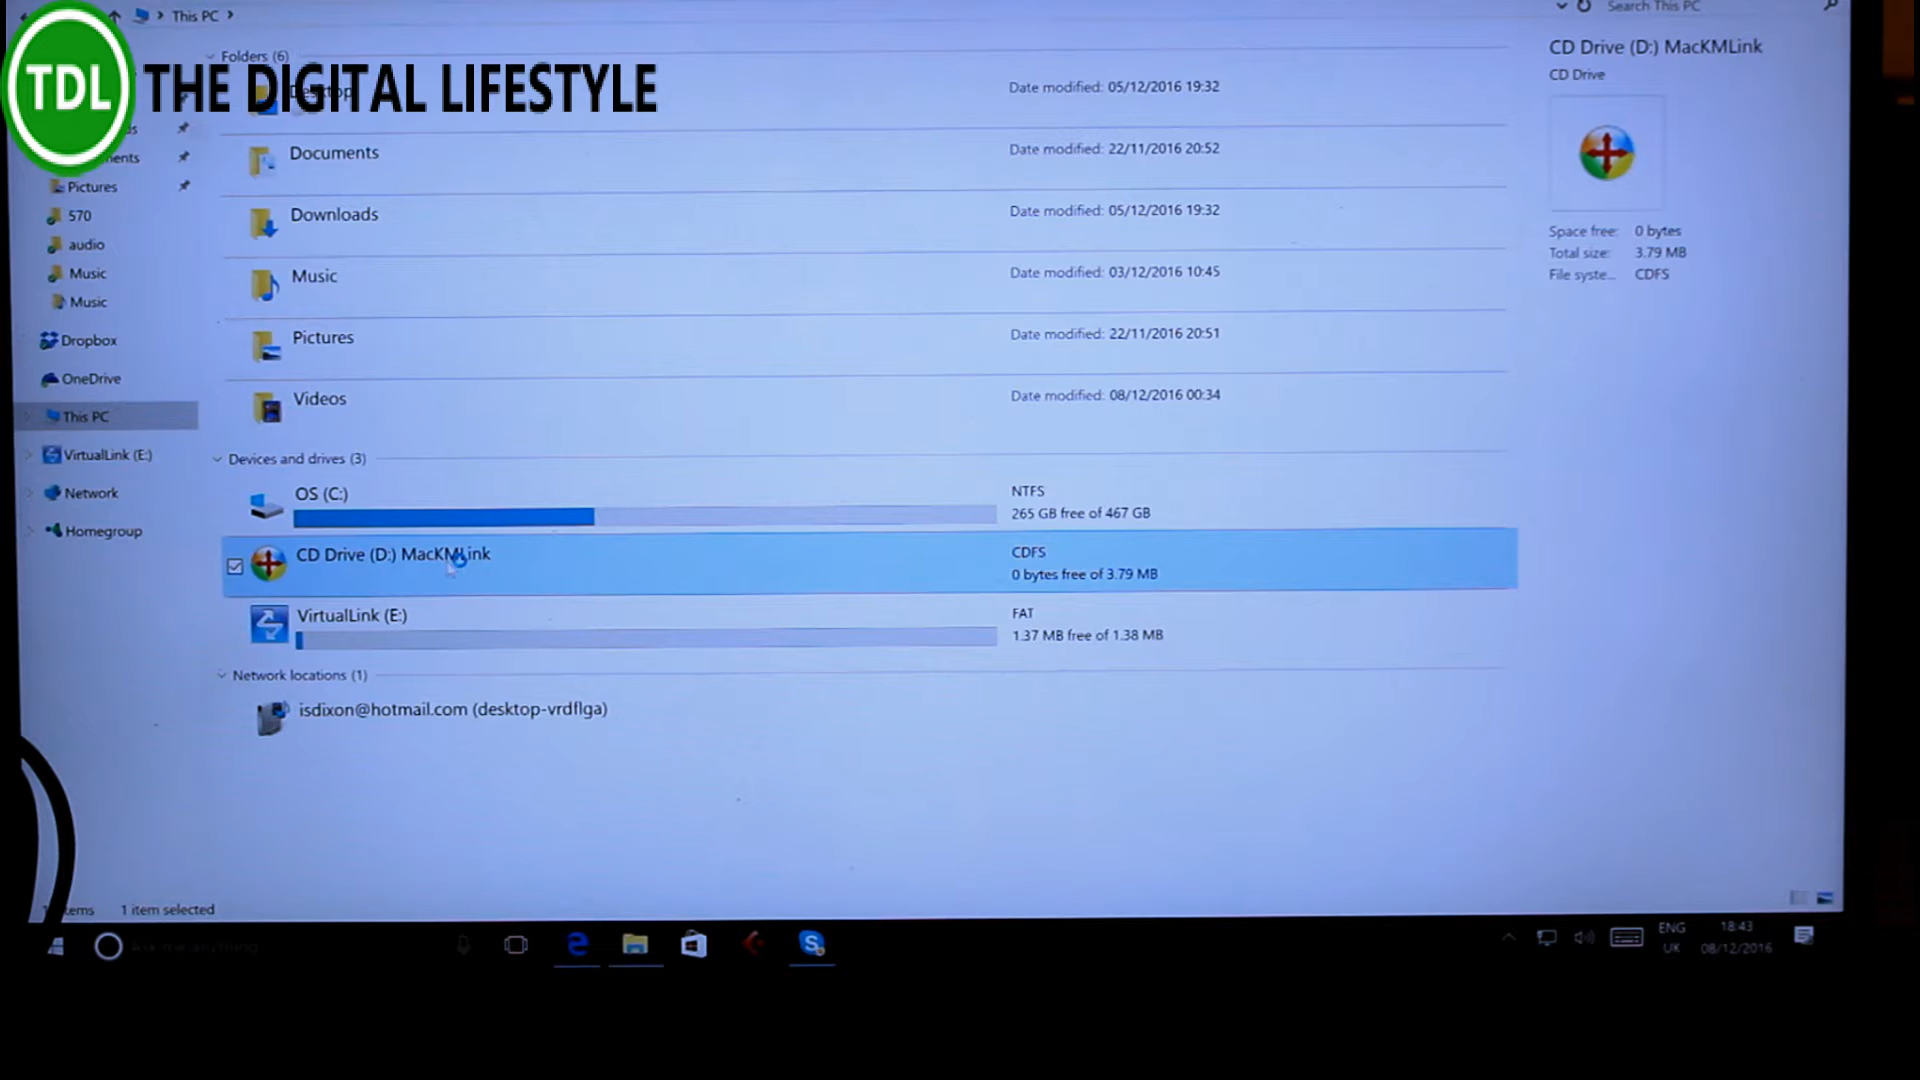 This PC
Search This PC
TDL THE DIGITAL LIFESTYLE
Folders (6)
Desktop
Date modified: 05/12/2016 19:32
Documents
Date modified: 22/11/2016 20:52
Downloads
Date modified: 05/12/2016 19:32
Music
Date modified: 03/12/2016 10:45
Pictures
Date modified: 22/11/2016 20:51
Videos
Date modified: 08/12/2016 00:34
Pictures
570
audio
Music
Music
Dropbox
OneDrive
This PC
VirtualLink (E:)
Network
Homegroup
Devices and drives (3)
OS (C:)
NTFS
265 GB free of 467 GB
CD Drive (D:) MacKMLink
CDFS
0 bytes free of 3.79 MB
VirtualLink (E:)
FAT
1.37 MB free of 1.38 MB
Network locations (1)
isdixon@hotmail.com (desktop-vrdflga)
CD Drive (D:) MacKMLink
CD Drive
Space free: 0 bytes
Total size: 3.79 MB
File syste... CDFS
1 item selected
Ask me anything
ENG
UK
18:43
08/12/2016